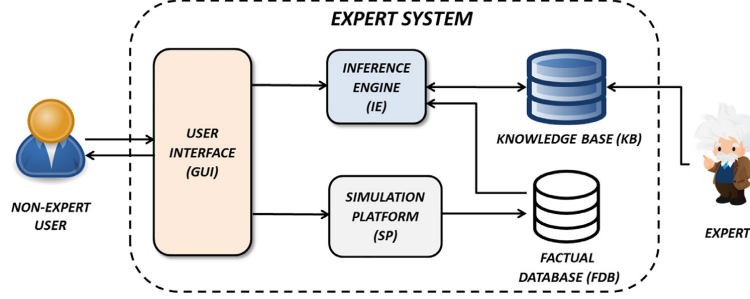 EXPERT SYSTEM
INFERENCE
ENGINE
(IE)
KNOWLEDGE BASE (KB)
USER
INTERFACE
(GUI)
NON-EXPERT
USER
SIMULATION
PLATFORM
(SP)
FACTUAL
DATABASE (FDB)
EXPERT